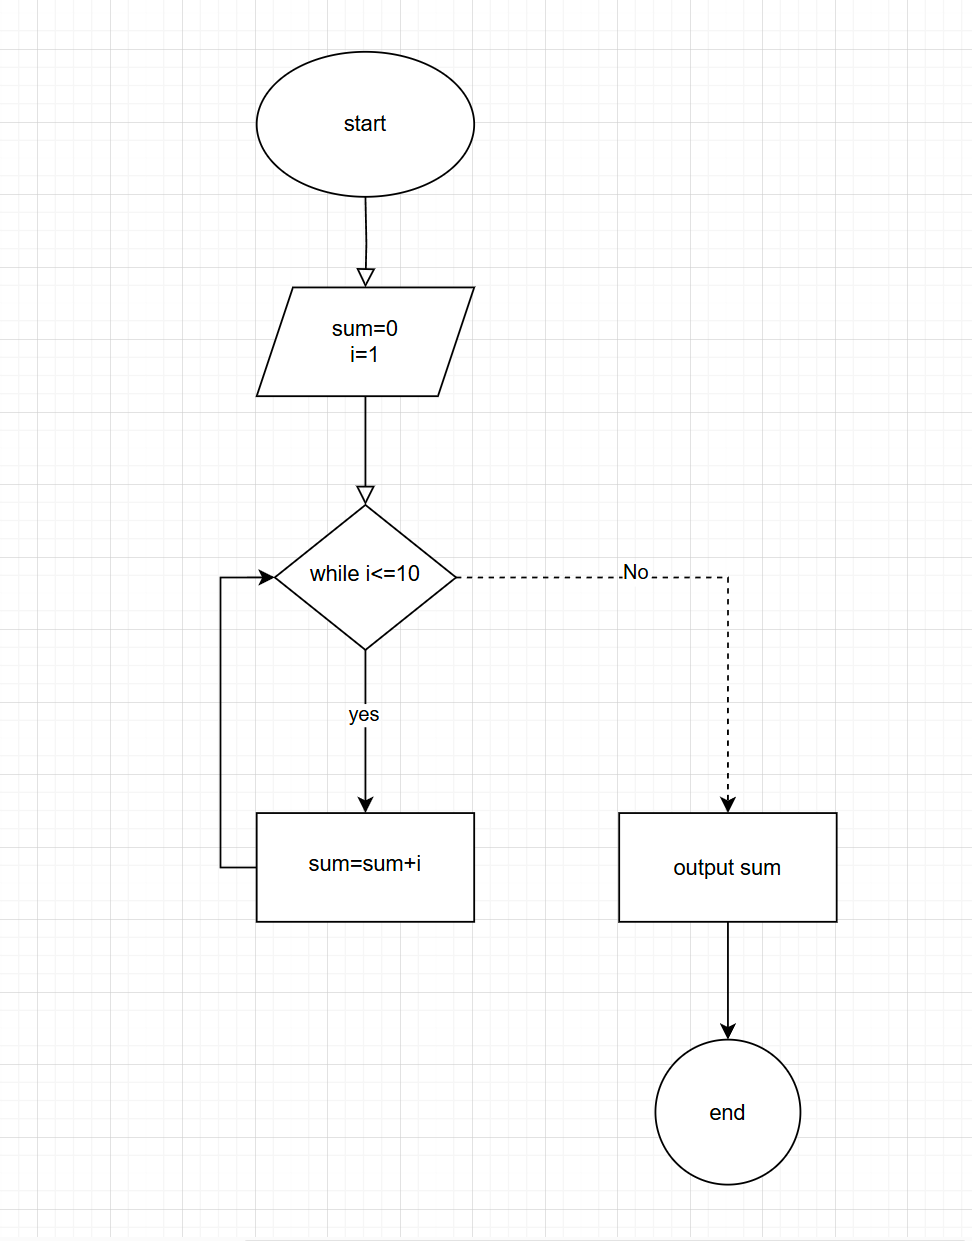 start
sum=0
i=1
while i<=10
No
yes
sum=sum+i
output sum
end